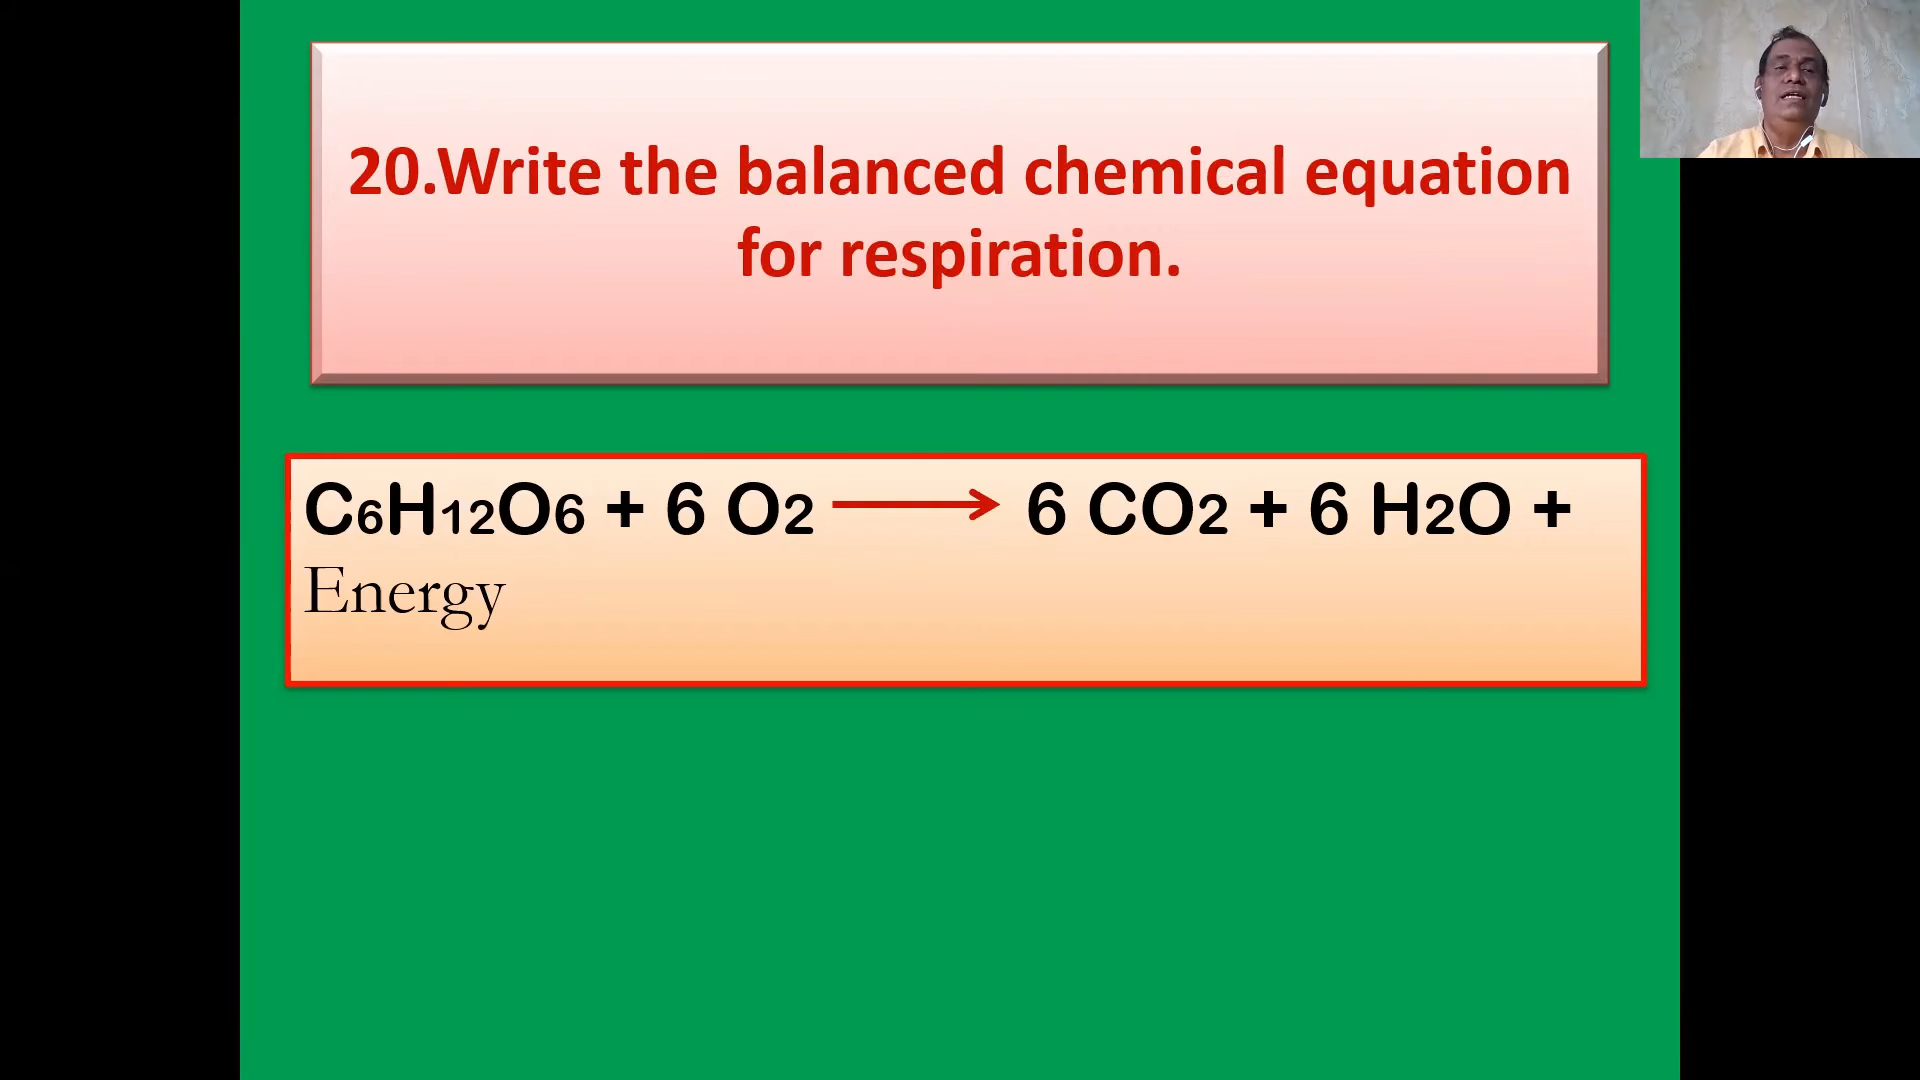 20.Write the balanced chemical equation
for respiration.
C6H12O6 + 6 O2 ⟶ 6 CO2 + 6 H2O +
Energy